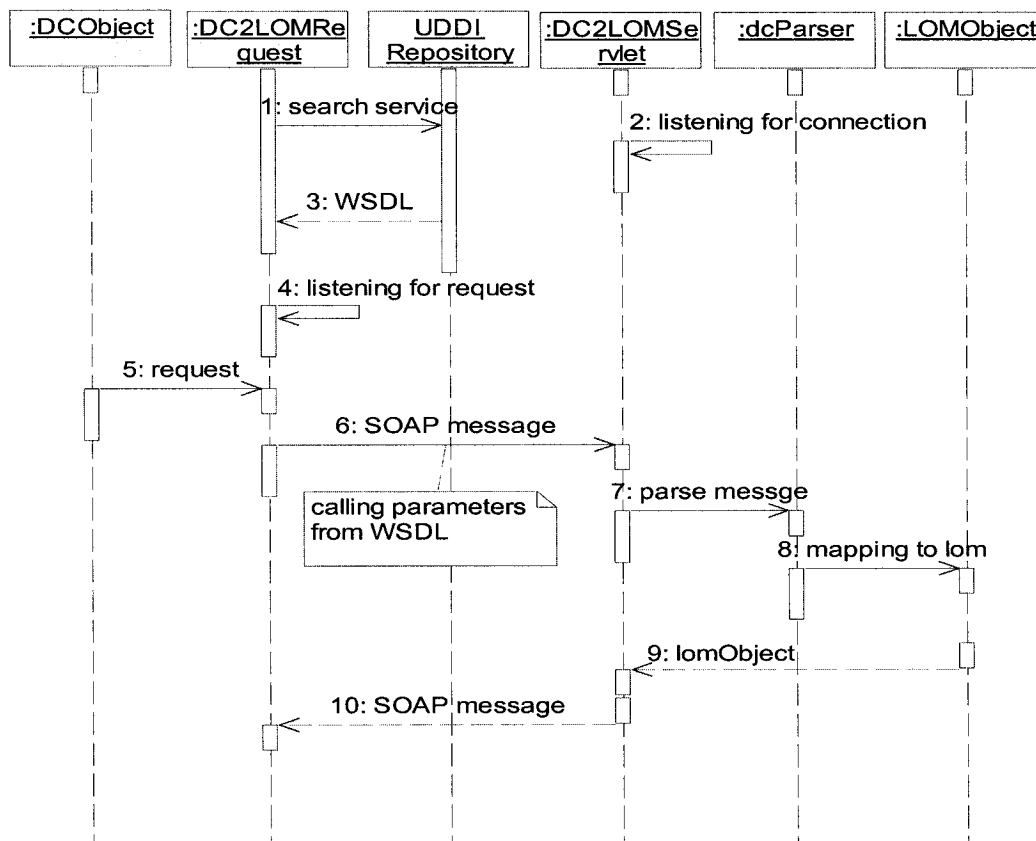 :DCObject
:DC2LOMRe
quest
UDDI
Repository
:DC2LOMSe
rvlet
:dcParser
:LOMObject
1: search service
2: listening for connection
3: WSDL
4: listening for request
5: request
6: SOAP message
calling parameters
from WSDL
7: parse messge
8: mapping to lom
9: lomObject
10: SOAP message